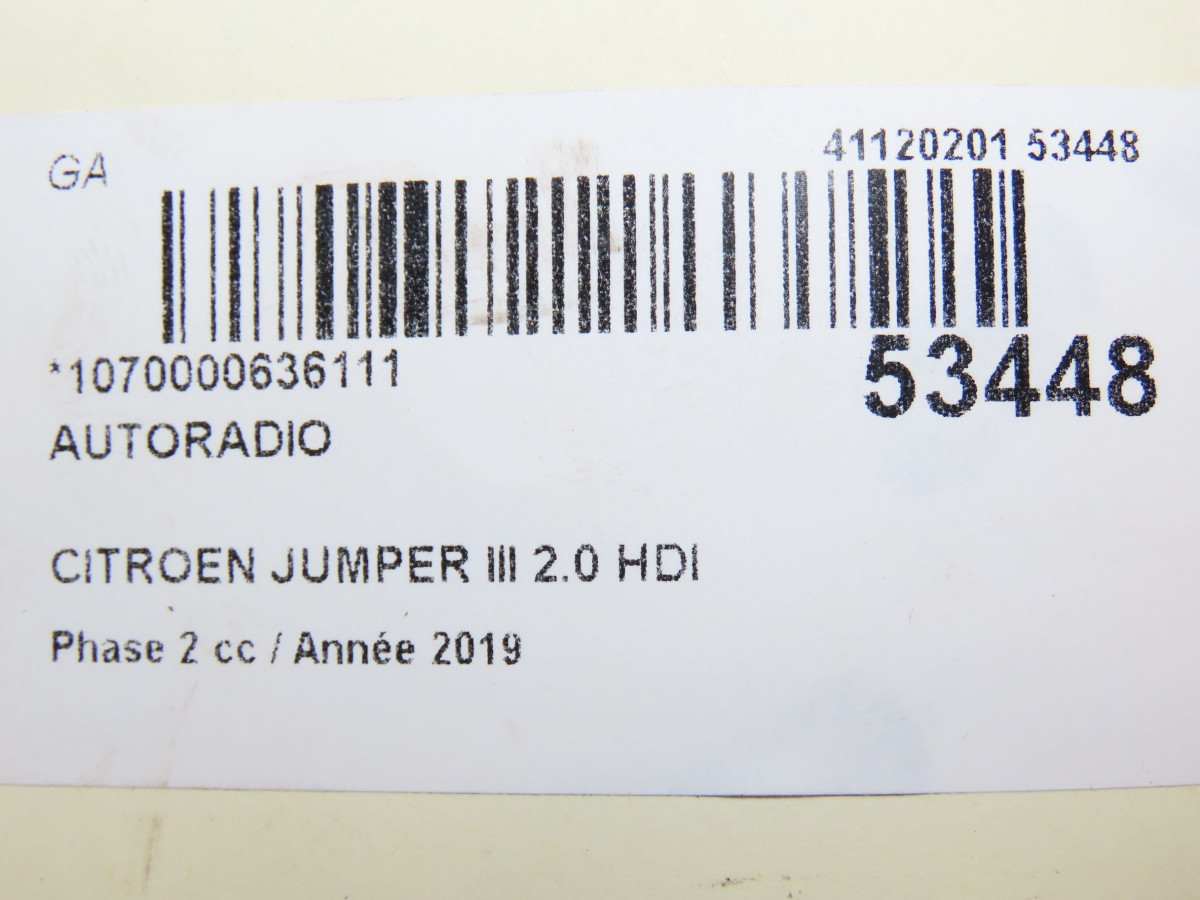 GA
41120201 53448
*1070000636111
53448
AUTORADIO
CITROEN JUMPER III 2.0 HDI
Phase 2 cc / Année 2019